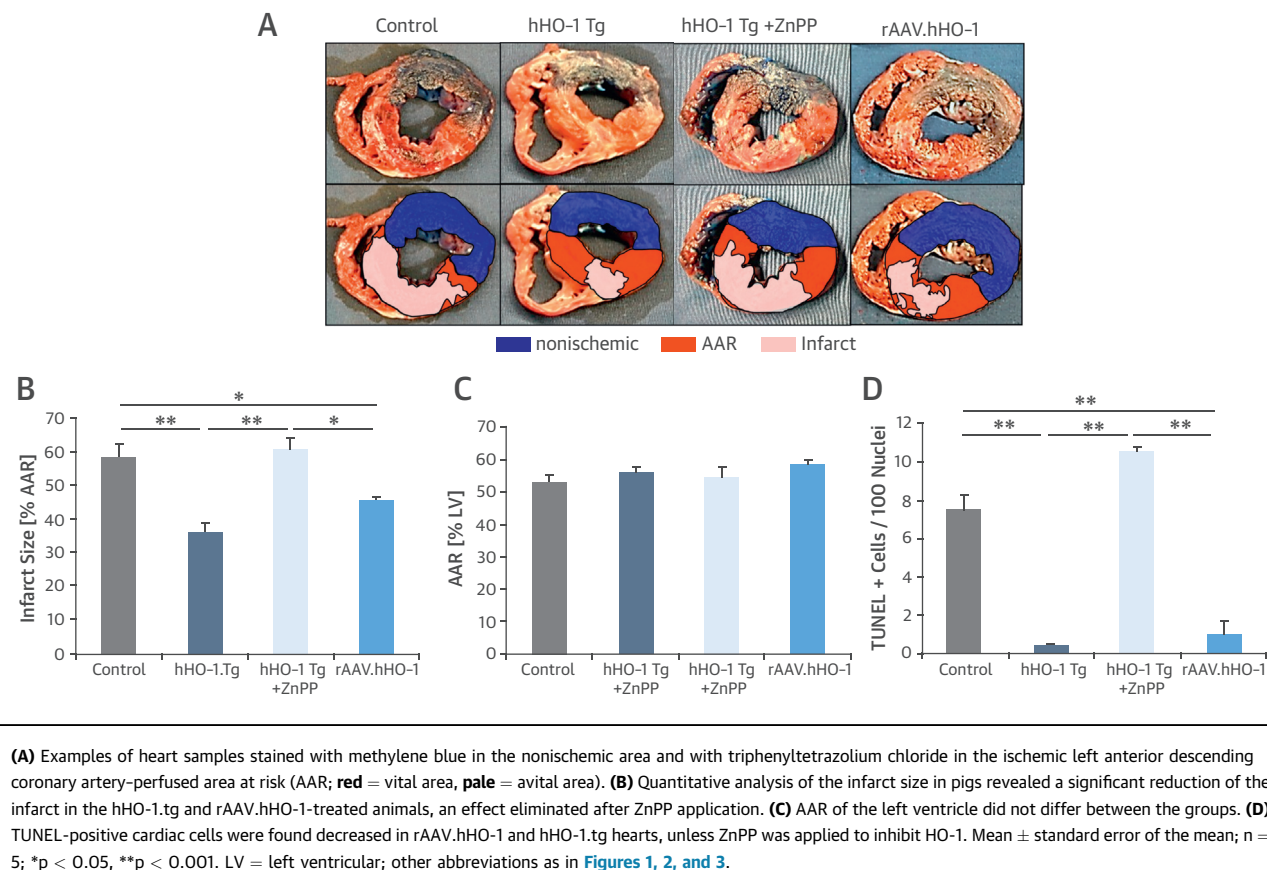 A
Control hHO-1 Tg hHO-1 Tg +ZnPP rAAV.hHO-1
nonischemic AAR Infarct
B
Infarct Size [% AAR]
70
60
50
40
30
20
10
0
*
** ** *
Control hHO-1.Tg hHO-1 Tg rAAV.hHO-1
+ZnPP
C
AAR [% LV]
70
60
50
40
30
20
10
0
Control hHO-1 Tg hHO-1 Tg rAAV.hHO-1
+ZnPP +ZnPP
D
TUNEL + Cells / 100 Nuclei
12
10
8
6
4
2
0
**
** ** **
Control hHO-1 Tg hHO-1 Tg rAAV.hHO-1
+ZnPP
(A) Examples of heart samples stained with methylene blue in the nonischemic area and with triphenyltetrazolium chloride in the ischemic left anterior descending
coronary artery–perfused area at risk (AAR; red = vital area, pale = avital area). (B) Quantitative analysis of the infarct size in pigs revealed a significant reduction of the
infarct in the hHO-1.tg and rAAV.hHO-1-treated animals, an effect eliminated after ZnPP application. (C) AAR of the left ventricle did not differ between the groups. (D)
TUNEL-positive cardiac cells were found decreased in rAAV.hHO-1 and hHO-1.tg hearts, unless ZnPP was applied to inhibit HO-1. Mean ± standard error of the mean; n =
5; *p < 0.05, **p < 0.001. LV = left ventricular; other abbreviations as in Figures 1, 2, and 3.